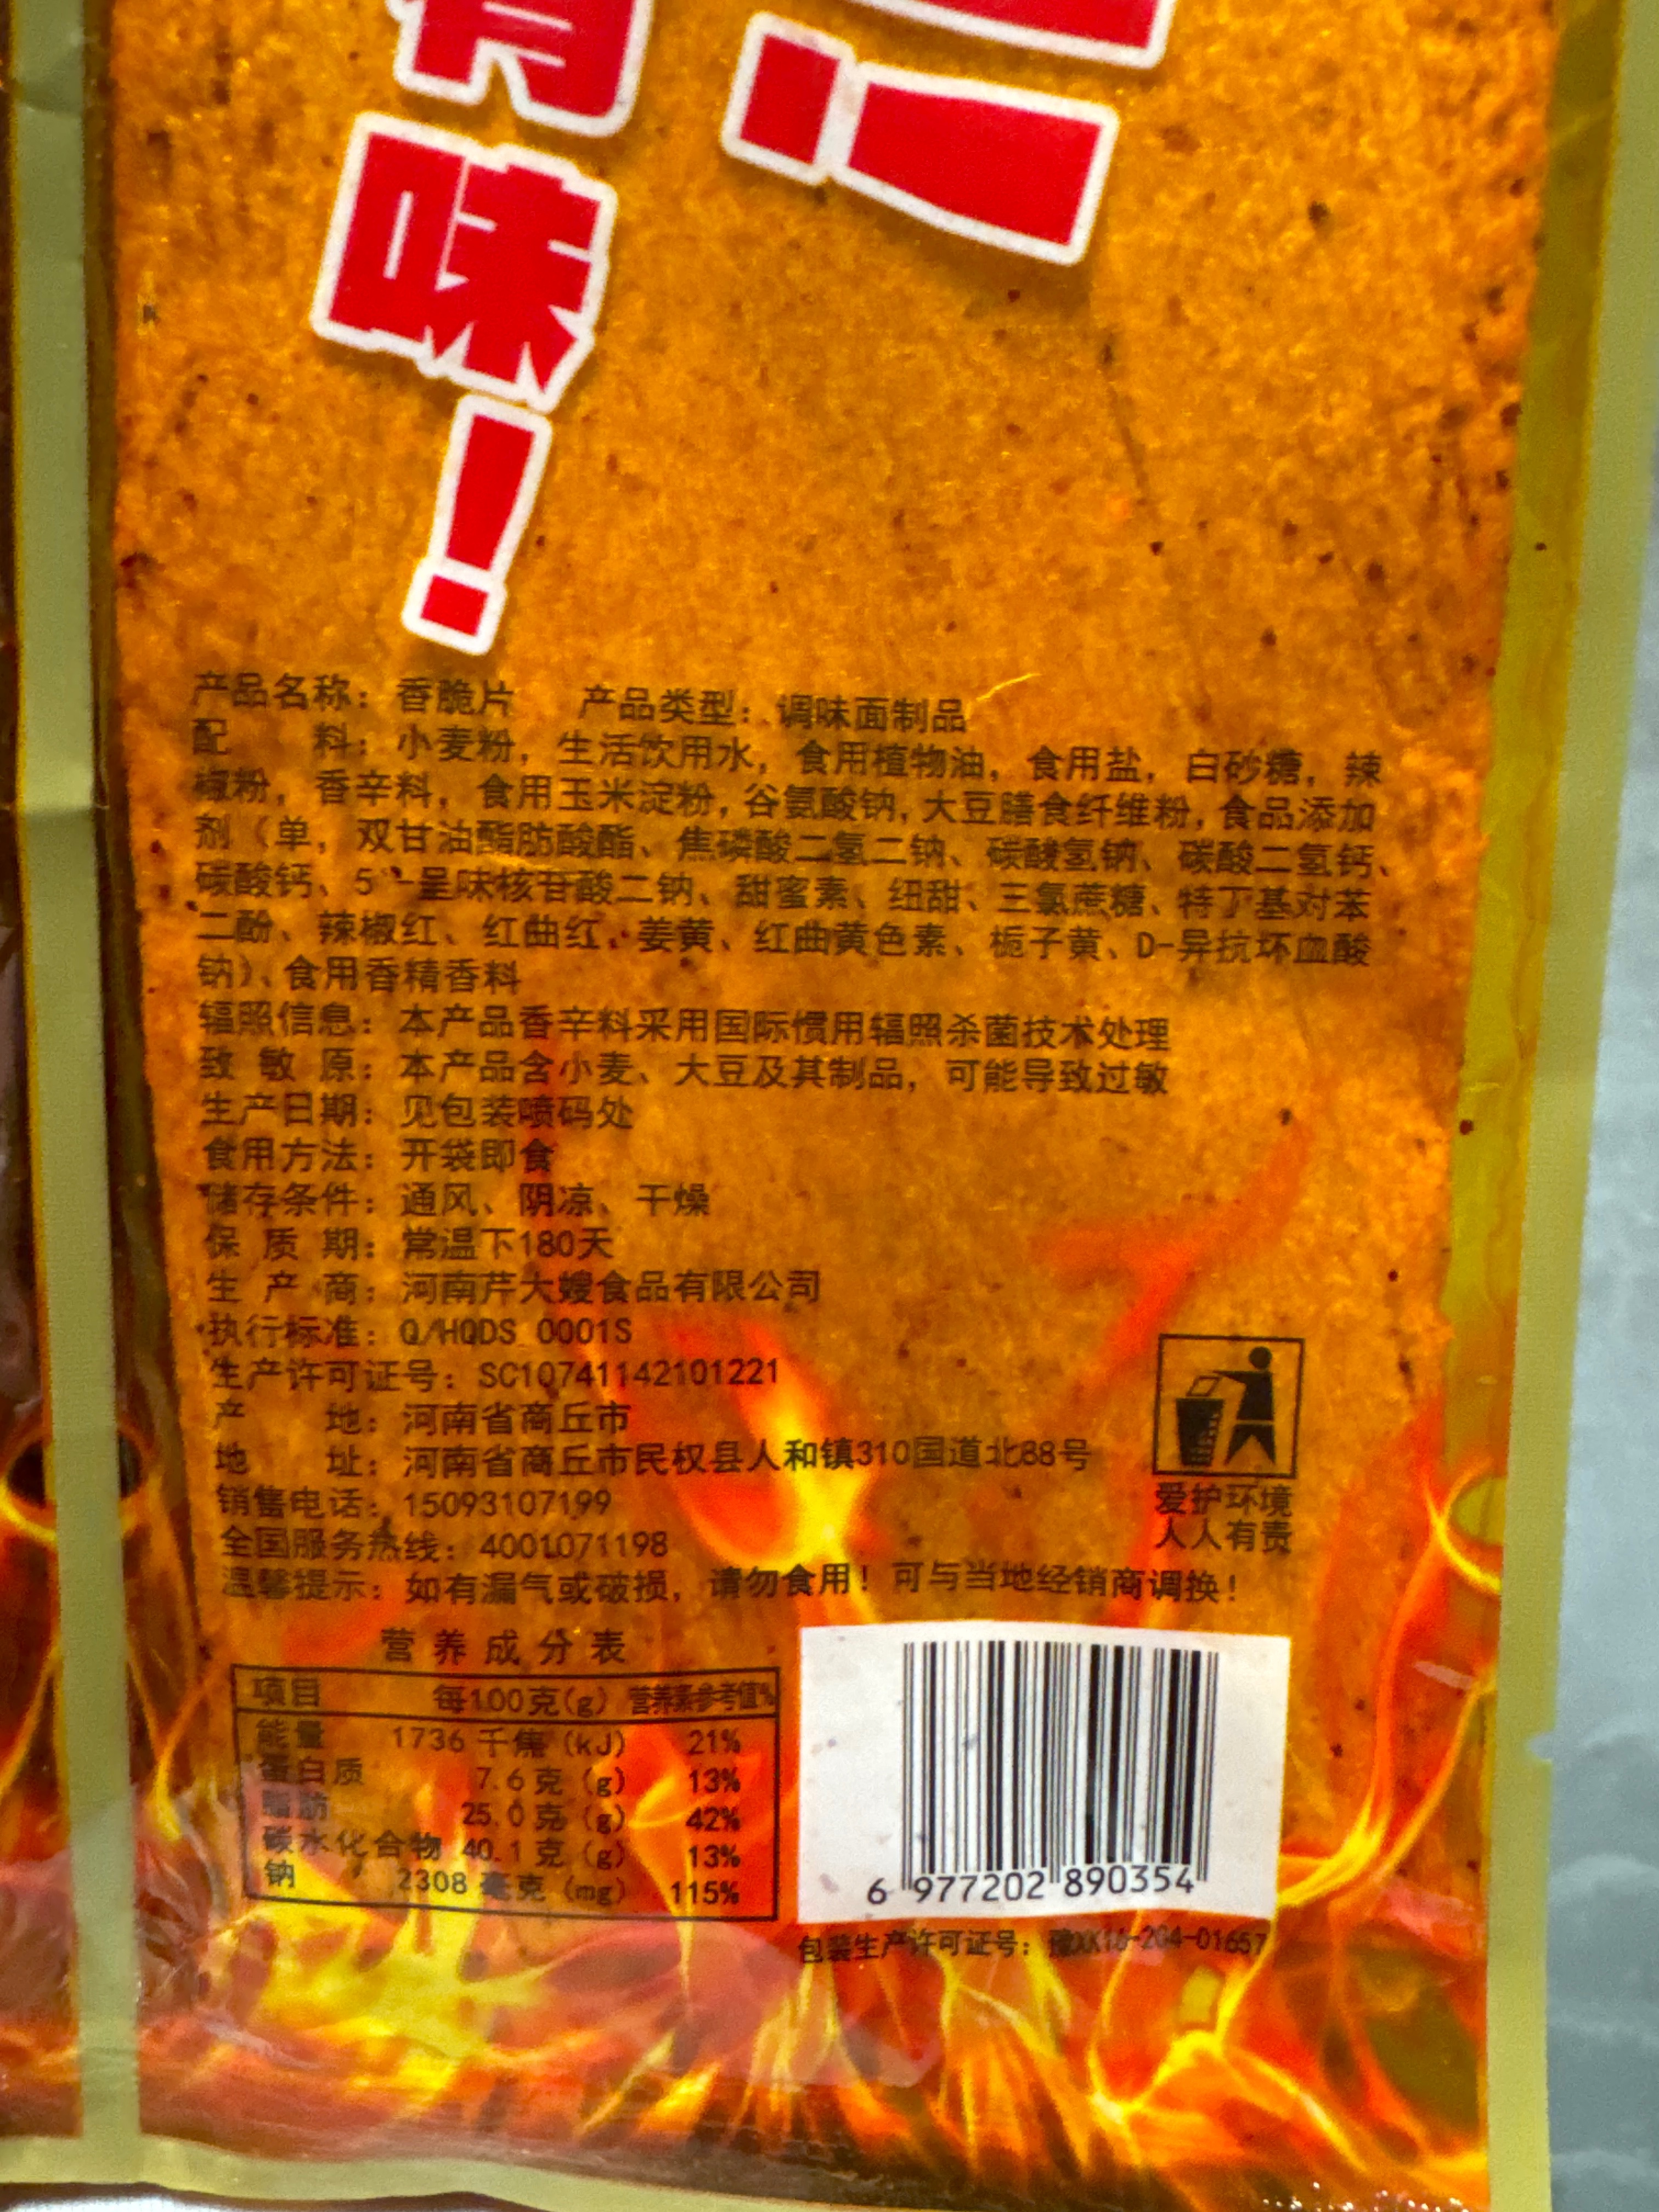 有
味
!
!
产品名称：香脆片 产品类型：调味面制品
配 料：小麦粉，生活饮用水，食用植物油，食用盐，白砂糖，辣
椒粉，香辛料，食用玉米淀粉，谷氨酸钠，大豆膳食纤维粉，食品添加
剂（单，双甘油酯肪酸酯、焦磷酸二氢二钠、碳酸氢钠、碳酸二氢钙、
碳酸钙、5'-呈味核苷酸二钠、甜蜜素、纽甜、三氯蔗糖、特丁基对苯
二酚、辣椒红、红曲红、姜黄、红曲黄色素、栀子黄、D-异抗坏血酸
钠）、食用香精香料
辐照信息：本产品香辛料采用国际惯用辐照杀菌技术处理
致 敏 原：本产品含小麦、大豆及其制品，可能导致过敏
生产日期：见包装喷码处
食用方法：开袋即食
储存条件：通风、阴凉、干燥
保 质 期：常温下180天
生 产 商：河南芹大嫂食品有限公司
执行标准：Q/HQDS 0001S
生产许可证号：SC10741142101221
产 地：河南省商丘市
地 址：河南省商丘市民权县人和镇310国道北88号
销售电话：15093107199
全国服务热线：4001071198
温馨提示：如有漏气或破损，请勿食用！可与当地经销商调换！
爱护环境
人人有责
营养成分表
项目 每100克(g) 营养素参考值%
能量 1736 千焦 (kJ) 21%
蛋白质 7.6 克 (g) 13%
脂肪 25.0 克 (g) 42%
碳水化合物 40.1 克 (g) 13%
钠 2308 毫克 (mg) 115%
6 977202 890354
包装生产许可证号：豫XK16-204-01657